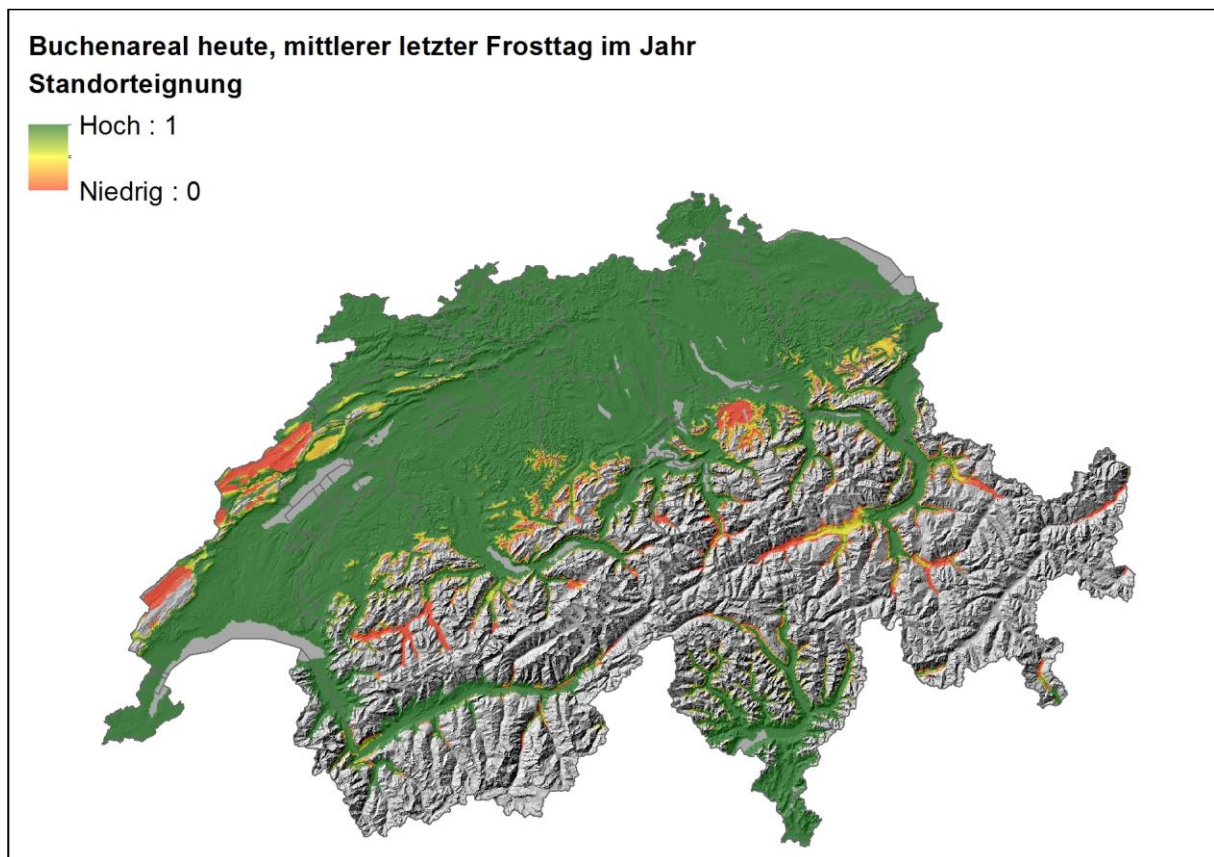 Buchenareal heute, mittlerer letzter Frosttag im Jahr
Standorteignung
Hoch : 1
Niedrig : 0